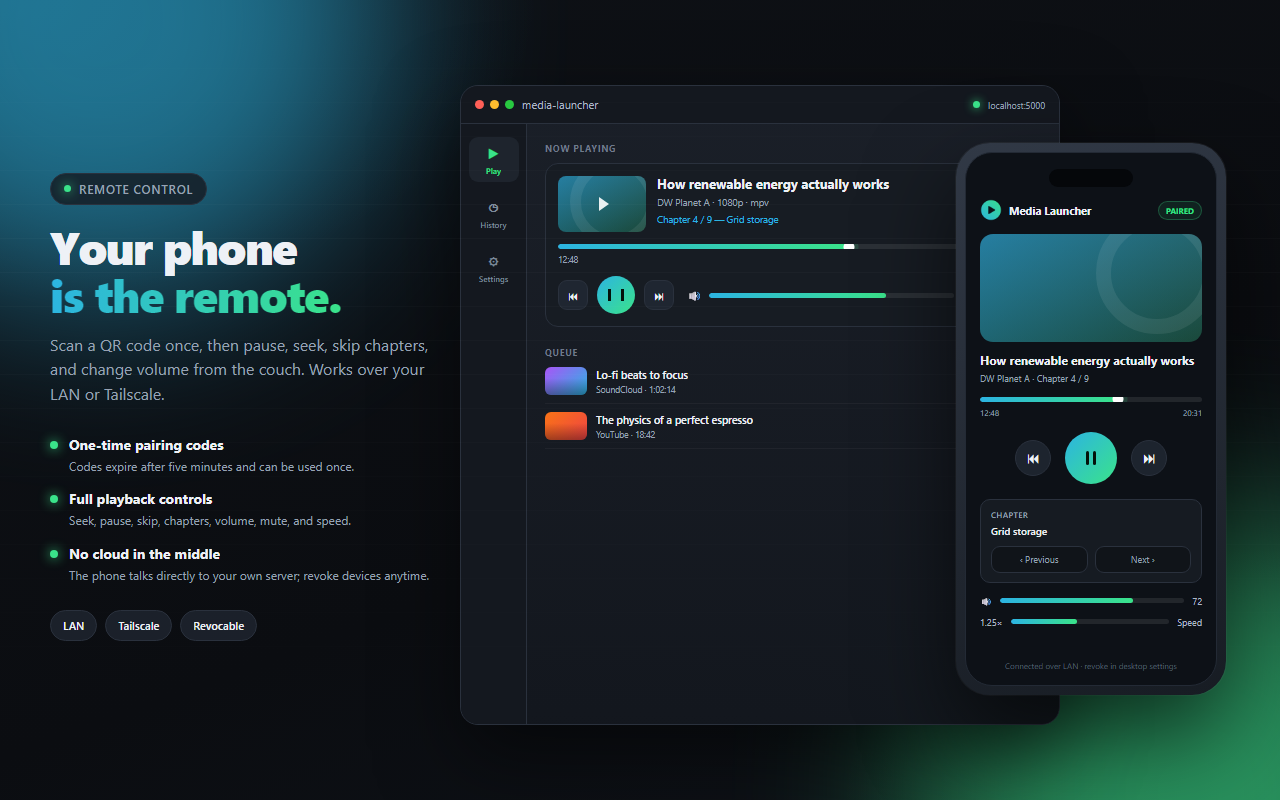 REMOTE CONTROL
Your phone
is the remote.
Scan a QR code once, then pause, seek, skip chapters,
and change volume from the couch. Works over your
LAN or Tailscale.
One-time pairing codes
Codes expire after five minutes and can be used once.
Full playback controls
Seek, pause, skip, chapters, volume, mute, and speed.
No cloud in the middle
The phone talks directly to your own server; revoke devices anytime.
LAN
Tailscale
Revocable
media-launcher
localhost:5000
Play
History
Settings
NOW PLAYING
How renewable energy actually works
DW Planet A · 1080p · mpv
Chapter 4 / 9 — Grid storage
12:48
QUEUE
Lo-fi beats to focus
SoundCloud · 1:02:14
The physics of a perfect espresso
YouTube · 18:42
Media Launcher
PAIRED
How renewable energy actually works
DW Planet A · Chapter 4 / 9
12:48
20:31
CHAPTER
Grid storage
‹ Previous
Next ›
72
1.25×
Speed
Connected over LAN · revoke in desktop settings